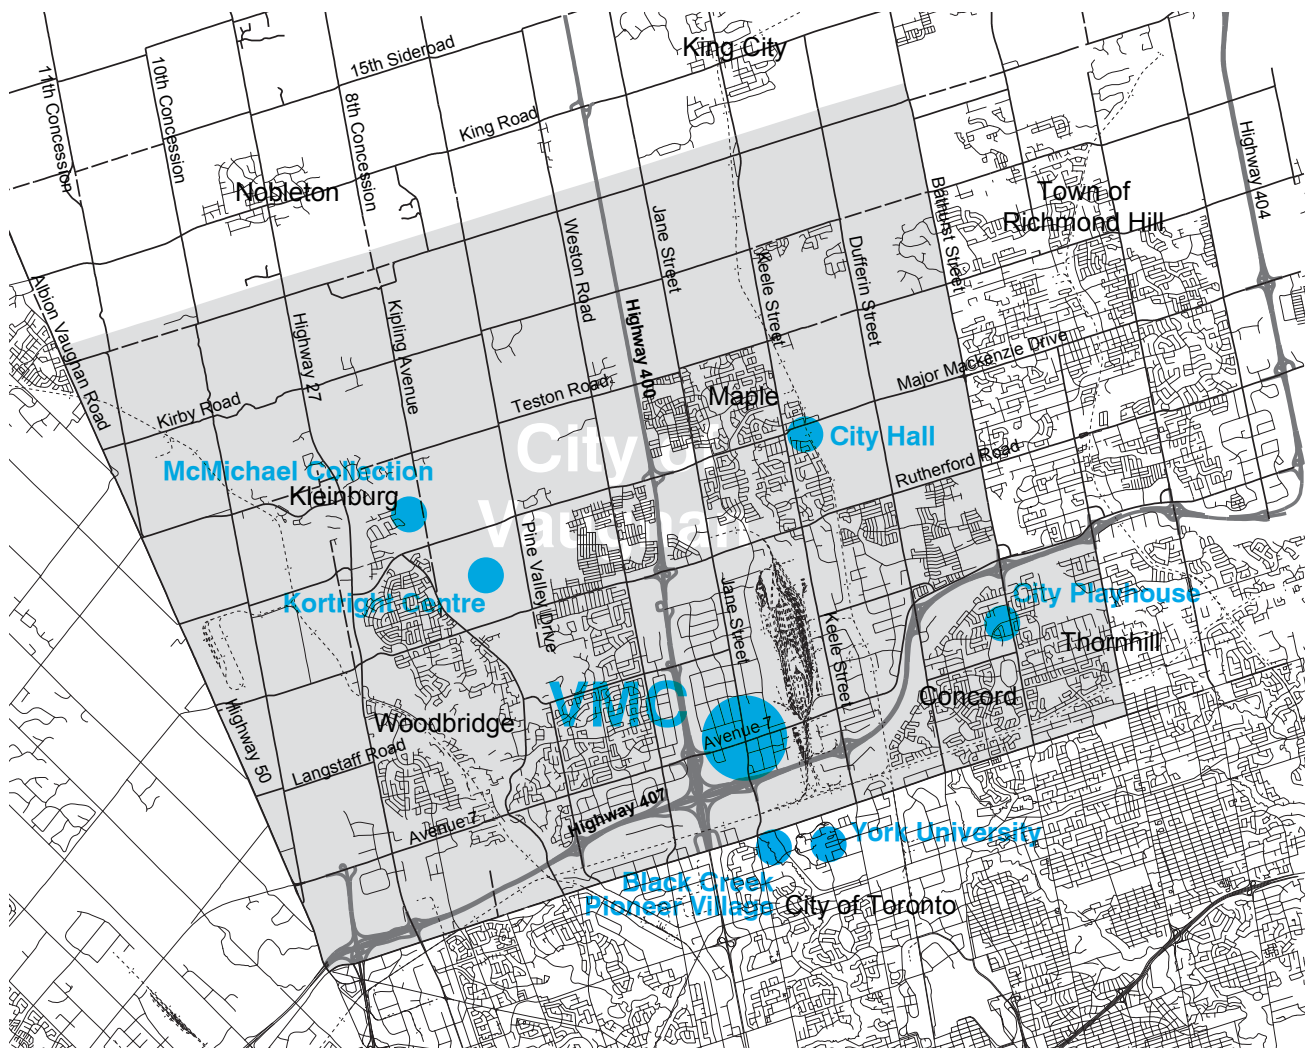 King City
15th Sideroad
11th Concession
10th Concession
8th Concession
King Road
Highway 404
Nobleton
Town of
Richmond Hill
Bathurst Street
Jane Street
Weston Road
Dufferin Street
Keele Street
Albion Vaughan Road
Highway 27
Kipling Avenue
Highway 400
Major Mackenzie Drive
Teston Road
Kirby Road
Maple
City Hall
City of
Vaughan
Rutherford Road
McMichael Collection
Kleinburg
Pine Valley Drive
Kortright Centre
Jane Street
Keele Street
City Playhouse
Thornhill
Concord
VMC
Woodbridge
Avenue 7
Highway 50
Langstaff Road
Highway 407
Avenue 7
York University
Black Creek
Pioneer Village
City of Toronto